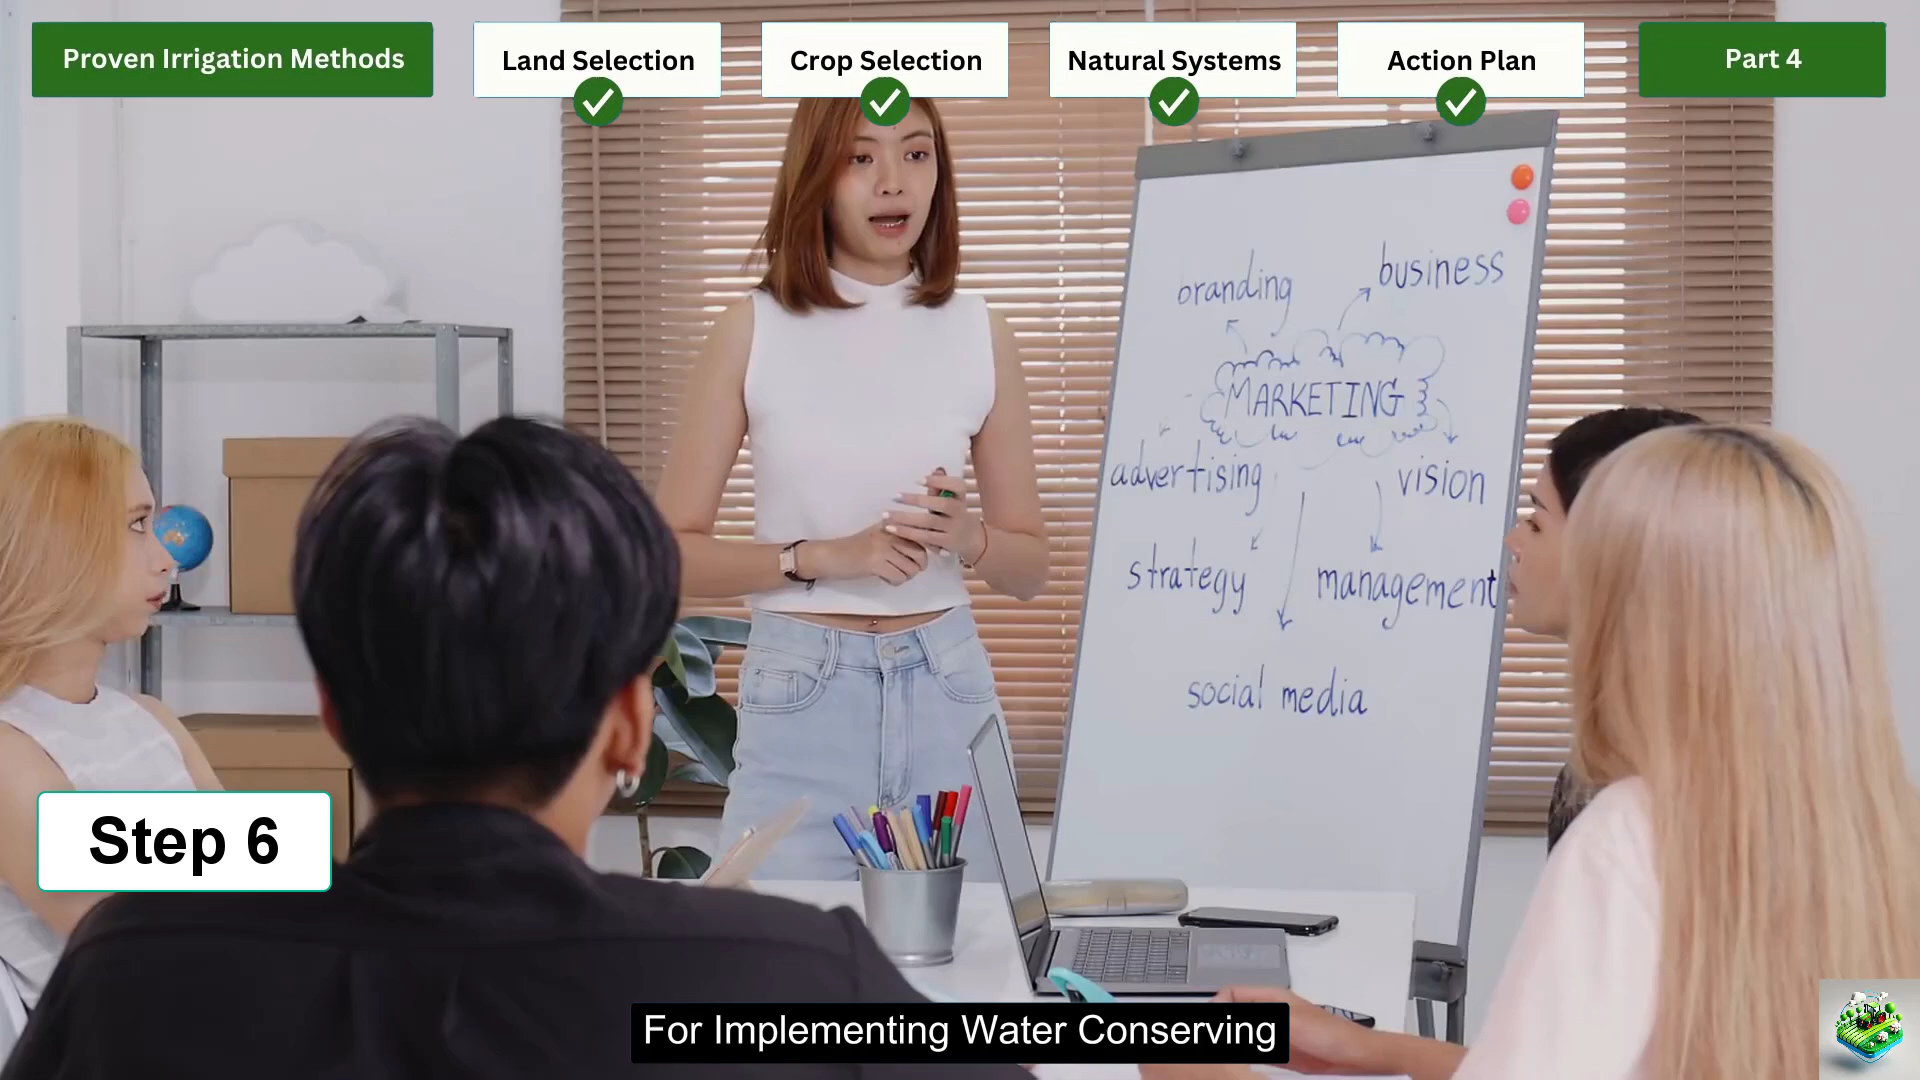 Proven Irrigation Methods
Land Selection
Crop Selection
Natural Systems
Action Plan
Part 4
branding
business
MARKETING
advertising
vision
strategy
management
social media
Step 6
For Implementing Water Conserving